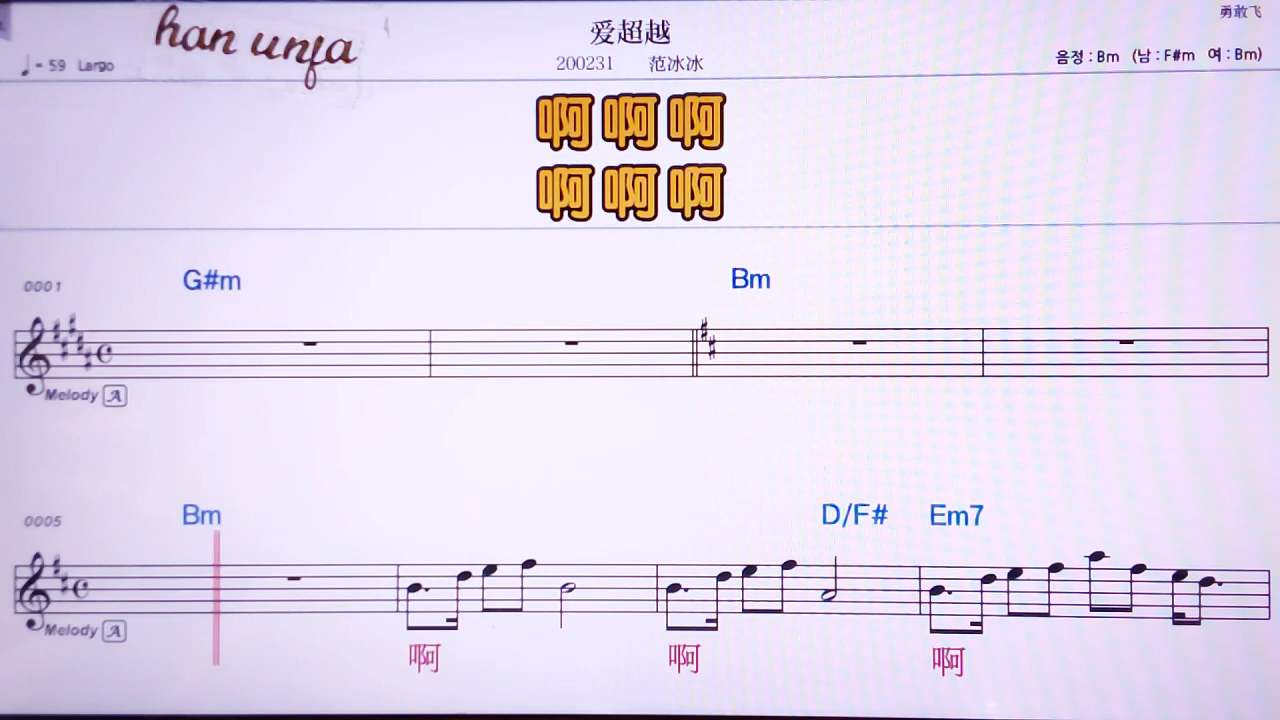 han unfa
爱超越
勇敢飞
♩= 59 Largo
200231 范冰冰
음정 : Bm (남 : F#m 여 : Bm)
啊 啊 啊
啊 啊 啊
0001 G#m Bm
Melody A
0005 Bm D/F# Em7
Melody A
啊 啊 啊